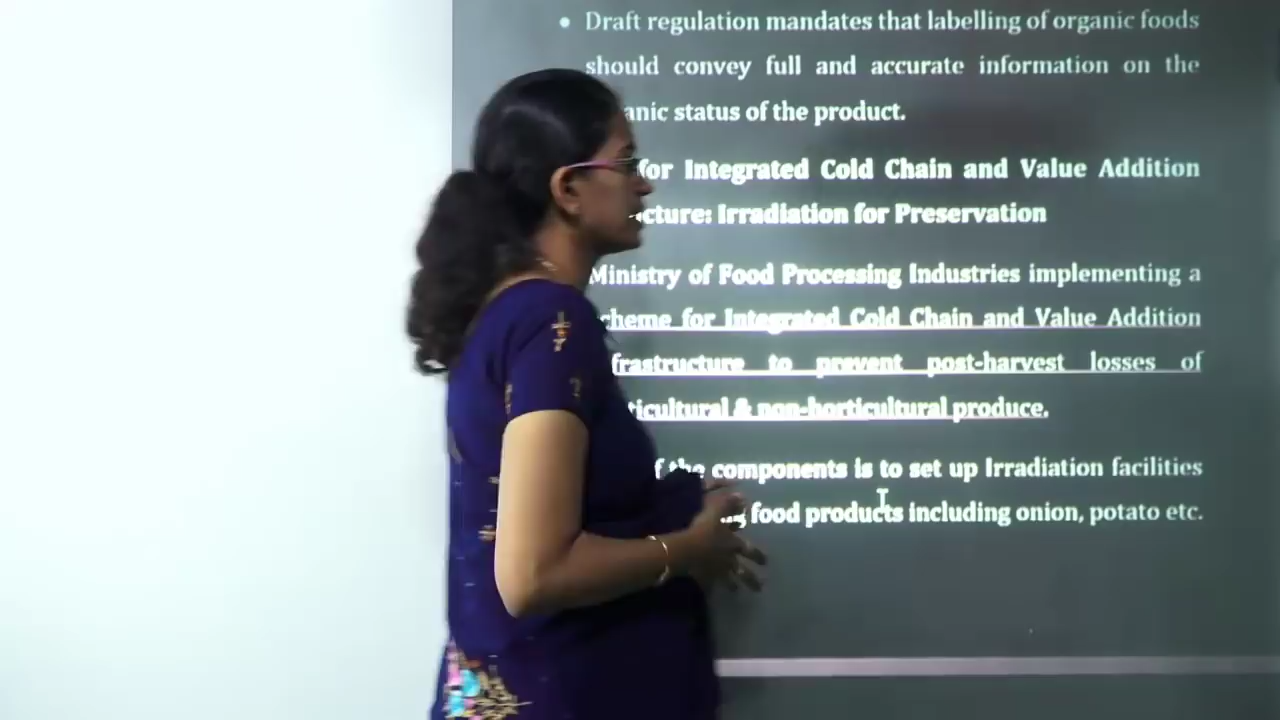 • Draft regulation mandates that labelling of organic foods
should convey full and accurate information on the
anic status of the product.
for Integrated Cold Chain and Value Addition
cture: Irradiation for Preservation
Ministry of Food Processing Industries implementing a
cheme for Integrated Cold Chain and Value Addition
frastructure to prevent post-harvest losses of
ticultural & non-horticultural produce.
f the components is to set up Irradiation facilities
food products including onion, potato etc.